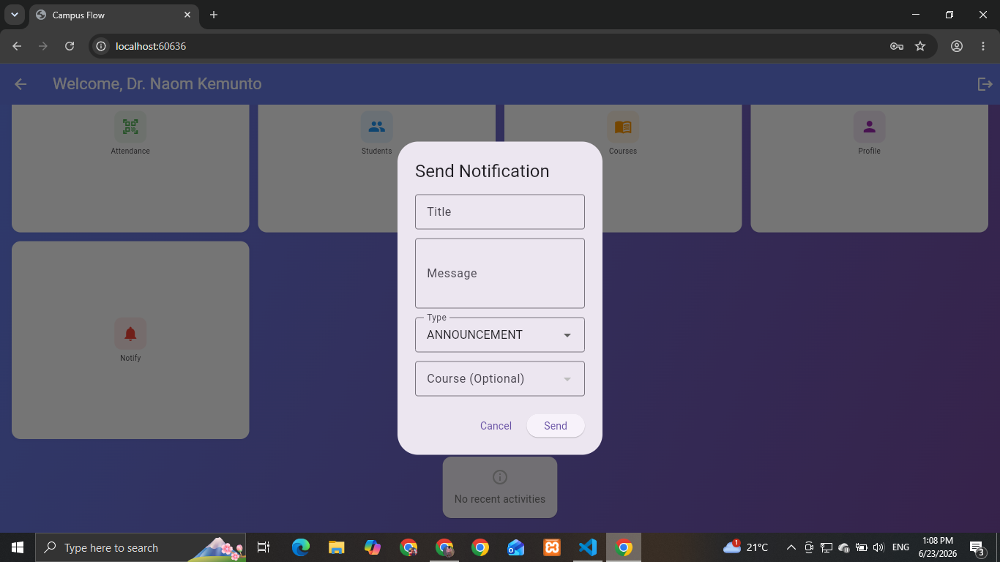 Campus Flow
localhost:60636
Welcome, Dr. Naom Kemunto
Attendance
Students
Courses
Profile
Send Notification
Title
Message
Type
ANNOUNCEMENT
Course (Optional)
Cancel
Send
Notify
No recent activities
Type here to search
1
21°C
ENG
1:08 PM
6/23/2026
3